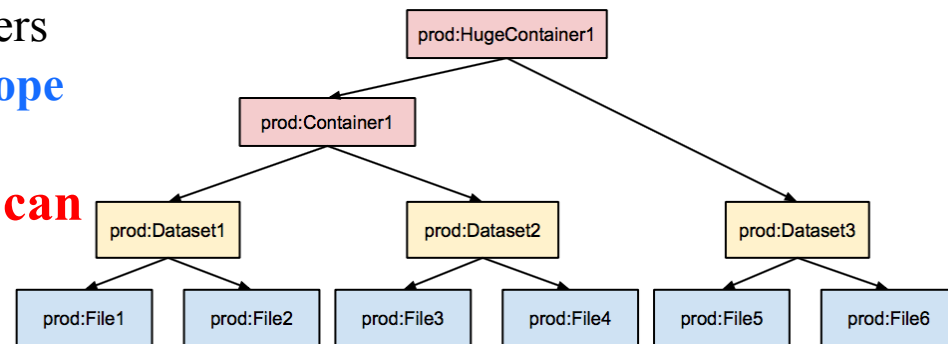 ers
prod:HugeContainer1
ope
prod:Container1
can
prod:Dataset1 prod:Dataset2 prod:Dataset3
prod:File1 prod:File2 prod:File3 prod:File4 prod:File5 prod:File6